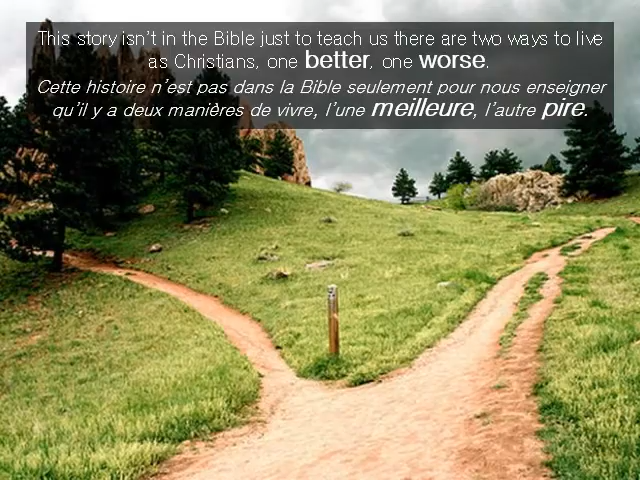 This story isn't in the Bible just to teach us there are two ways to live
as Christians, one better, one worse.
Cette histoire n'est pas dans la Bible seulement pour nous enseigner
qu'il y a deux manières de vivre, l'une meilleure, l'autre pire.